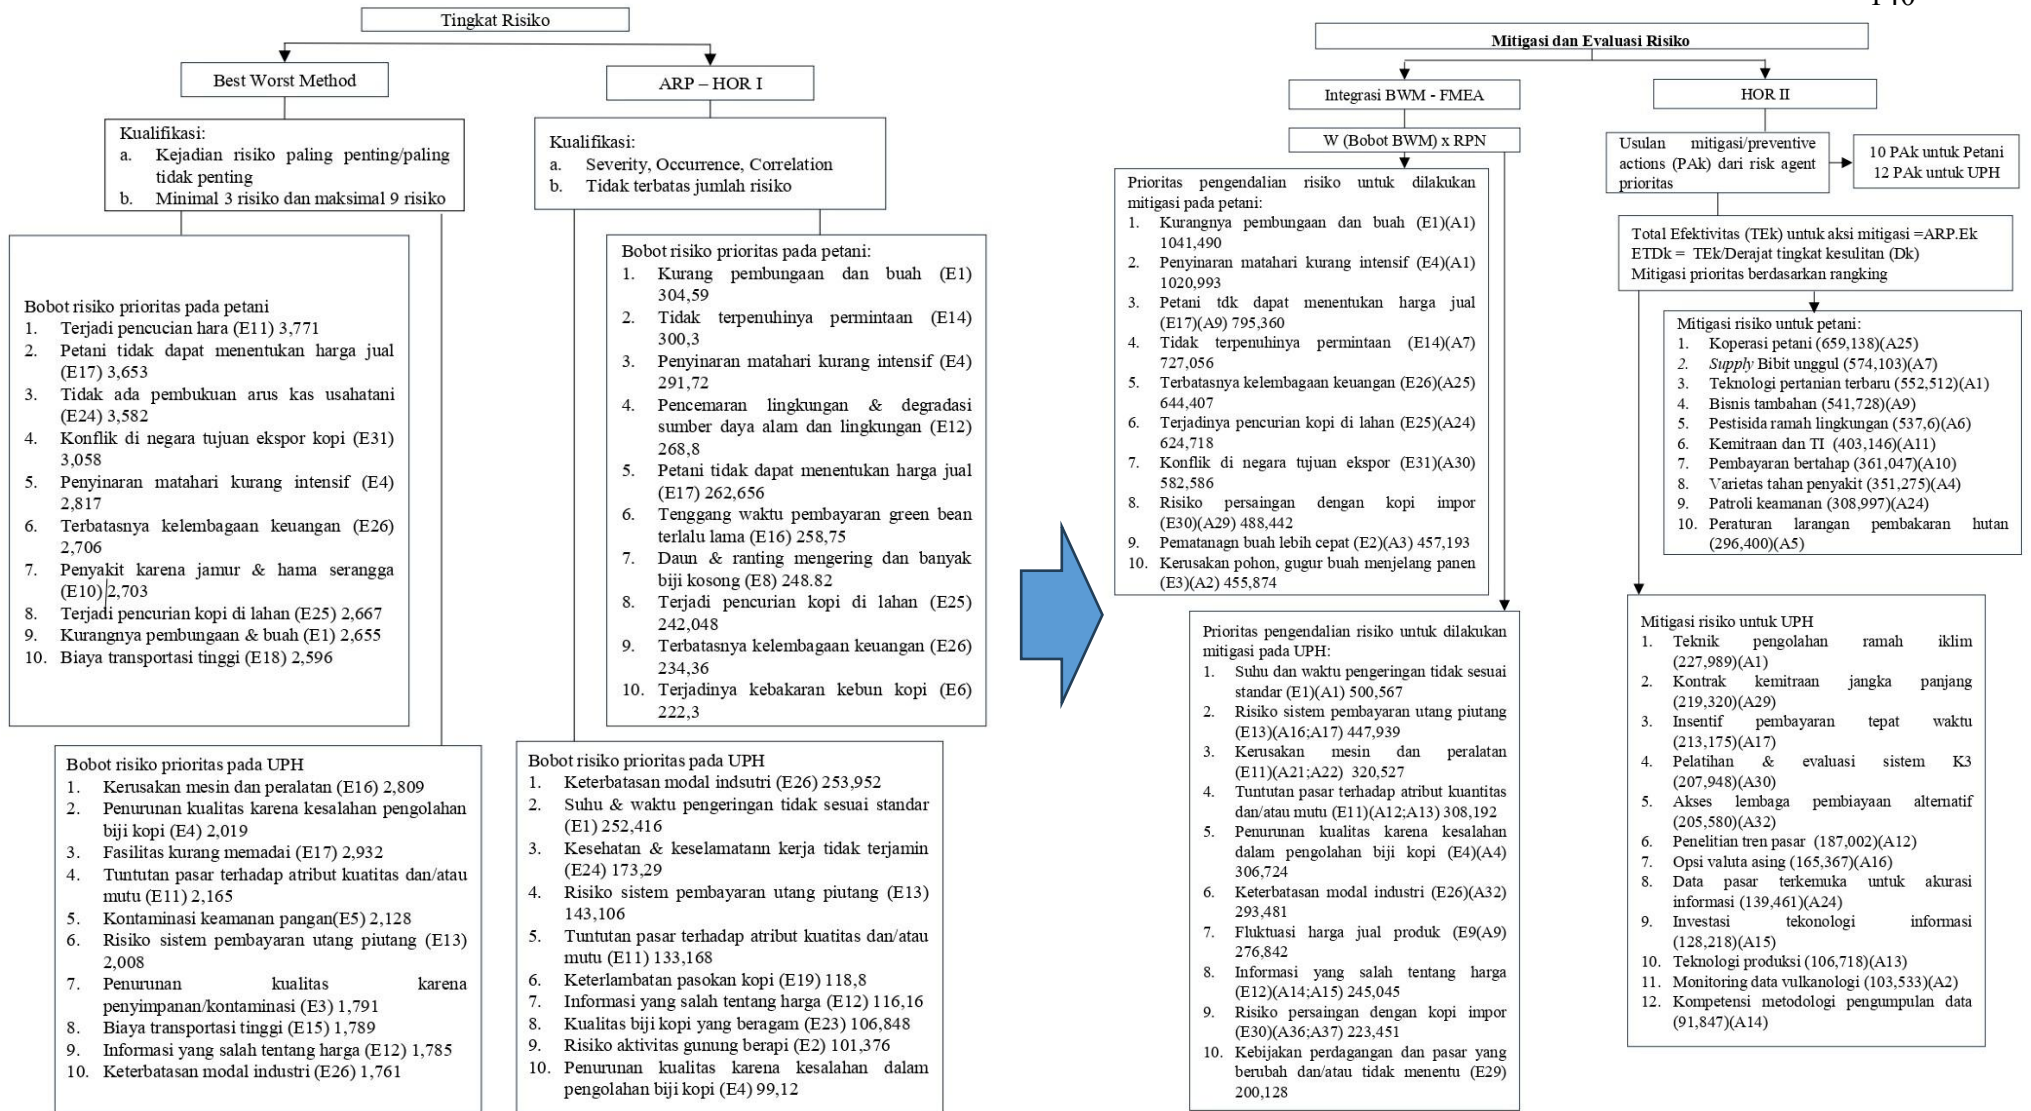 Tingkat Risiko
Best Worst Method
ARP – HOR I
Kualifikasi:
a. Kejadian risiko paling penting/paling
tidak penting
b. Minimal 3 risiko dan maksimal 9 risiko
Kualifikasi:
a. Severity, Occurrence, Correlation
b. Tidak terbatas jumlah risiko
Bobot risiko prioritas pada petani
1. Terjadi pencucian hara (E11) 3,771
2. Petani tidak dapat menentukan harga jual
(E17) 3,653
3. Tidak ada pembukuan arus kas usahatani
(E24) 3,582
4. Konflik di negara tujuan ekspor kopi (E31)
3,058
5. Penyinaran matahari kurang intensif (E4)
2,817
6. Terbatasnya kelembagaan keuangan (E26)
2,706
7. Penyakit karena jamur & hama serangga
(E10) 2,703
8. Terjadi pencurian kopi di lahan (E25) 2,667
9. Kurangnya pembungaan & buah (E1) 2,655
10. Biaya transportasi tinggi (E18) 2,596
Bobot risiko prioritas pada petani:
1. Kurang pembungaan dan buah (E1)
304,59
2. Tidak terpenuhinya permintaan (E14)
300,3
3. Penyinaran matahari kurang intensif (E4)
291,72
4. Pencemaran lingkungan & degradasi
sumber daya alam dan lingkungan (E12)
268,8
5. Petani tidak dapat menentukan harga jual
(E17) 262,656
6. Tenggang waktu pembayaran green bean
terlalu lama (E16) 258,75
7. Daun & ranting mengering dan banyak
biji kosong (E8) 248.82
8. Terjadi pencurian kopi di lahan (E25)
242,048
9. Terbatasnya kelembagaan keuangan (E26)
234,36
10. Terjadinya kebakaran kebun kopi (E6)
222,3
Bobot risiko prioritas pada UPH
1. Kerusakan mesin dan peralatan (E16) 2,809
2. Penurunan kualitas karena kesalahan pengolahan
biji kopi (E4) 2,019
3. Fasilitas kurang memadai (E17) 2,932
4. Tuntutan pasar terhadap atribut kuatitas dan/atau
mutu (E11) 2,165
5. Kontaminasi keamanan pangan(E5) 2,128
6. Risiko sistem pembayaran utang piutang (E13)
2,008
7. Penurunan kualitas karena
penyimpanan/kontaminasi (E3) 1,791
8. Biaya transportasi tinggi (E15) 1,789
9. Informasi yang salah tentang harga (E12) 1,785
10. Keterbatasan modal industri (E26) 1,761
Bobot risiko prioritas pada UPH
1. Keterbatasan modal indsutri (E26) 253,952
2. Suhu & waktu pengeringan tidak sesuai standar
(E1) 252,416
3. Kesehatan & keselamatann kerja tidak terjamin
(E24) 173,29
4. Risiko sistem pembayaran utang piutang (E13)
143,106
5. Tuntutan pasar terhadap atribut kuatitas dan/atau
mutu (E11) 133,168
6. Keterlambatan pasokan kopi (E19) 118,8
7. Informasi yang salah tentang harga (E12) 116,16
8. Kualitas biji kopi yang beragam (E23) 106,848
9. Risiko aktivitas gunung berapi (E2) 101,376
10. Penurunan kualitas karena kesalahan dalam
pengolahan biji kopi (E4) 99,12
Mitigasi dan Evaluasi Risiko
Integrasi BWM - FMEA
HOR II
W (Bobot BWM) x RPN
Usulan mitigasi/preventive
actions (PAk) dari risk agent
prioritas
10 PAk untuk Petani
12 PAk untuk UPH
Prioritas pengendalian risiko untuk dilakukan
mitigasi pada petani:
1. Kurangnya pembungaan dan buah (E1)(A1)
1041,490
2. Penyinaran matahari kurang intensif (E4)(A1)
1020,993
3. Petani tdk dapat menentukan harga jual
(E17)(A9) 795,360
4. Tidak terpenuhinya permintaan (E14)(A7)
727,056
5. Terbatasnya kelembagaan keuangan (E26)(A25)
644,407
6. Terjadinya pencurian kopi di lahan (E25)(A24)
624,718
7. Konflik di negara tujuan ekspor (E31)(A30)
582,586
8. Risiko persaingan dengan kopi impor
(E30)(A29) 488,442
9. Pematanagn buah lebih cepat (E2)(A3) 457,193
10. Kerusakan pohon, gugur buah menjelang panen
(E3)(A2) 455,874
Total Efektivitas (TEk) untuk aksi mitigasi =ARP.Ek
ETDk = TEk/Derajat tingkat kesulitan (Dk)
Mitigasi prioritas berdasarkan rangking
Mitigasi risiko untuk petani:
1. Koperasi petani (659,138)(A25)
2. Supply Bibit unggul (574,103)(A7)
3. Teknologi pertanian terbaru (552,512)(A1)
4. Bisnis tambahan (541,728)(A9)
5. Pestisida ramah lingkungan (537,6)(A6)
6. Kemitraan dan TI (403,146)(A11)
7. Pembayaran bertahap (361,047)(A10)
8. Varietas tahan penyakit (351,275)(A4)
9. Patroli keamanan (308,997)(A24)
10. Peraturan larangan pembakaran hutan
(296,400)(A5)
Prioritas pengendalian risiko untuk dilakukan
mitigasi pada UPH:
1. Suhu dan waktu pengeringan tidak sesuai
standar (E1)(A1) 500,567
2. Risiko sistem pembayaran utang piutang
(E13)(A16;A17) 447,939
3. Kerusakan mesin dan peralatan
(E11)(A21;A22) 320,527
4. Tuntutan pasar terhadap atribut kuantitas
dan/atau mutu (E11)(A12;A13) 308,192
5. Penurunan kualitas karena kesalahan
dalam pengolahan biji kopi (E4)(A4)
306,724
6. Keterbatasan modal industri (E26)(A32)
293,481
7. Fluktuasi harga jual produk (E9(A9)
276,842
8. Informasi yang salah tentang harga
(E12)(A14;A15) 245,045
9. Risiko persaingan dengan kopi impor
(E30)(A36;A37) 223,451
10. Kebijakan perdagangan dan pasar yang
berubah dan/atau tidak menentu (E29)
200,128
Mitigasi risiko untuk UPH
1. Teknik pengolahan ramah iklim
(227,989)(A1)
2. Kontrak kemitraan jangka panjang
(219,320)(A29)
3. Insentif pembayaran tepat waktu
(213,175)(A17)
4. Pelatihan & evaluasi sistem K3
(207,948)(A30)
5. Akses lembaga pembiayaan alternatif
(205,580)(A32)
6. Penelitian tren pasar (187,002)(A12)
7. Opsi valuta asing (165,367)(A16)
8. Data pasar terkemuka untuk akurasi
informasi (139,461)(A24)
9. Investasi tekonologi informasi
(128,218)(A15)
10. Teknologi produksi (106,718)(A13)
11. Monitoring data vulkanologi (103,533)(A2)
12. Kompetensi metodologi pengumpulan data
(91,847)(A14)